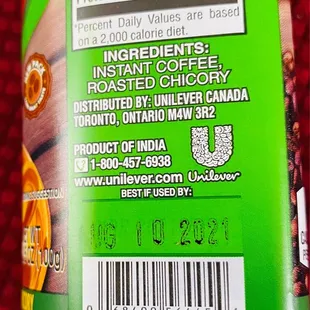 *Percent Daily Values are based
on a 2,000 calorie diet.
INGREDIENTS:
INSTANT COFFEE,
ROASTED CHICORY
DISTRIBUTED BY: UNILEVER CANADA
TORONTO, ONTARIO M4W 3R2
PRODUCT OF INDIA
1-800-457-6938
www.unilever.com Unilever
BEST IF USED BY:
UG 10 2021